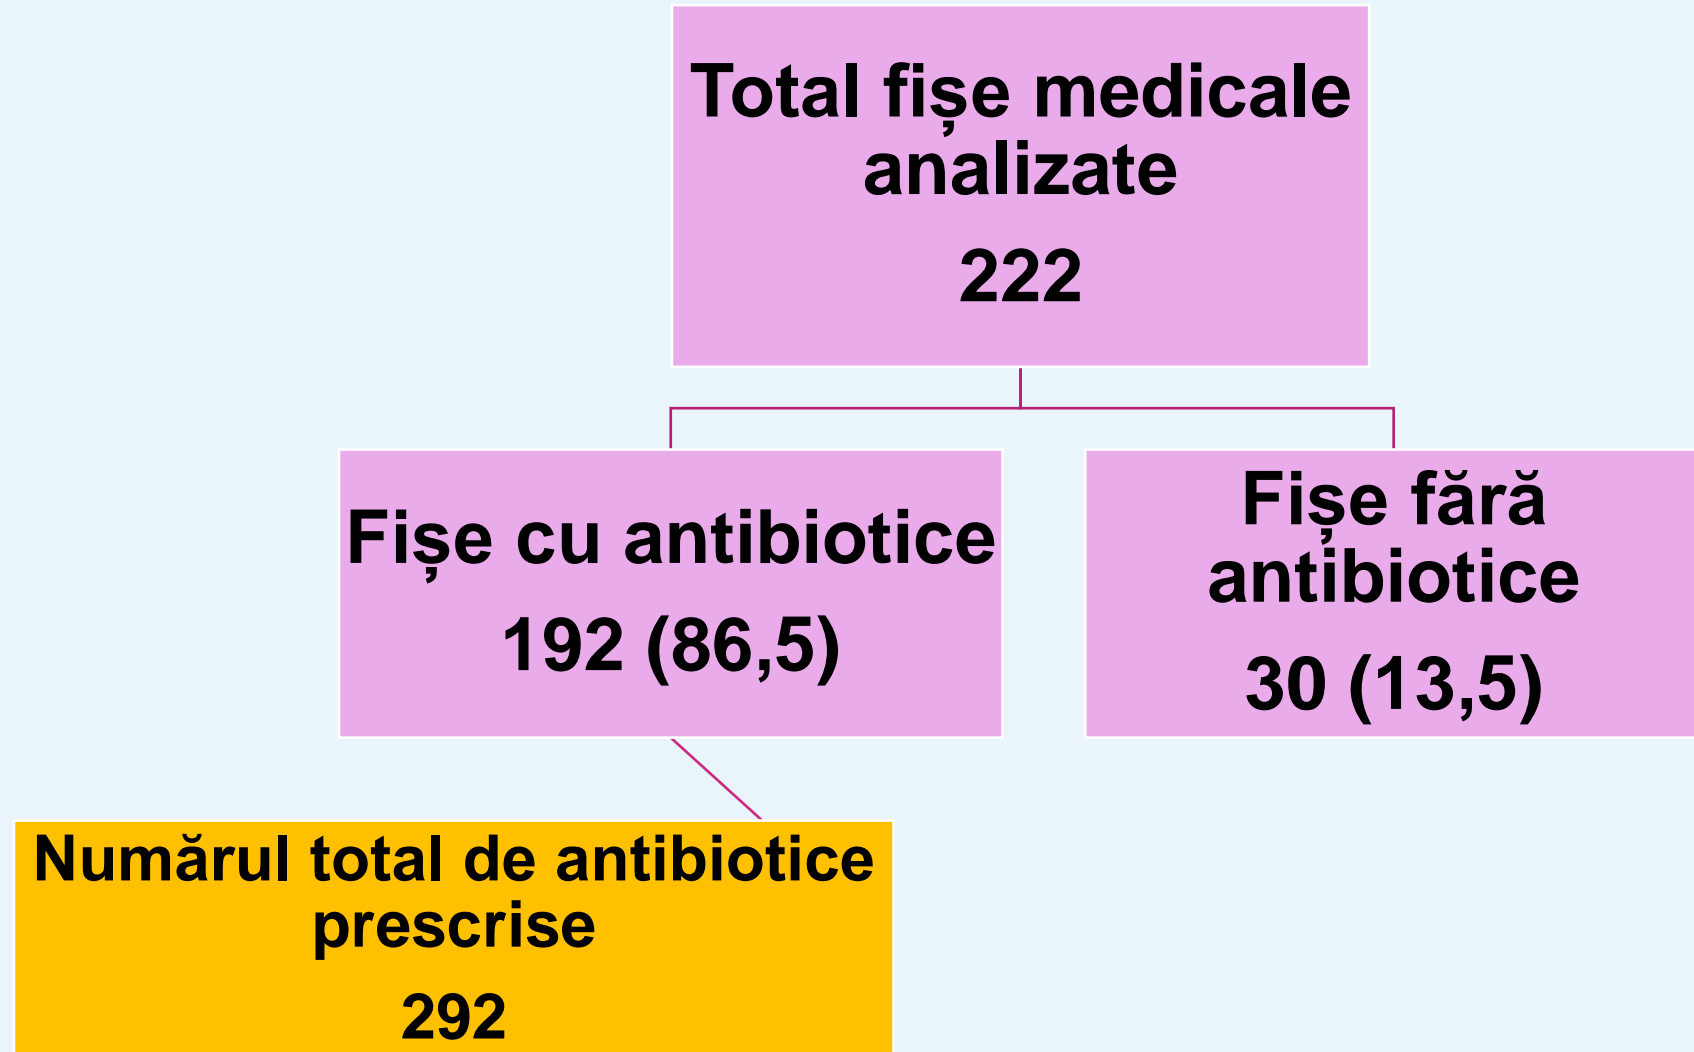 Total fișe medicale
analizate
222
Fișe cu antibiotice
192 (86,5)
Fișe fără
antibiotice
30 (13,5)
Numărul total de antibiotice
prescrise
292